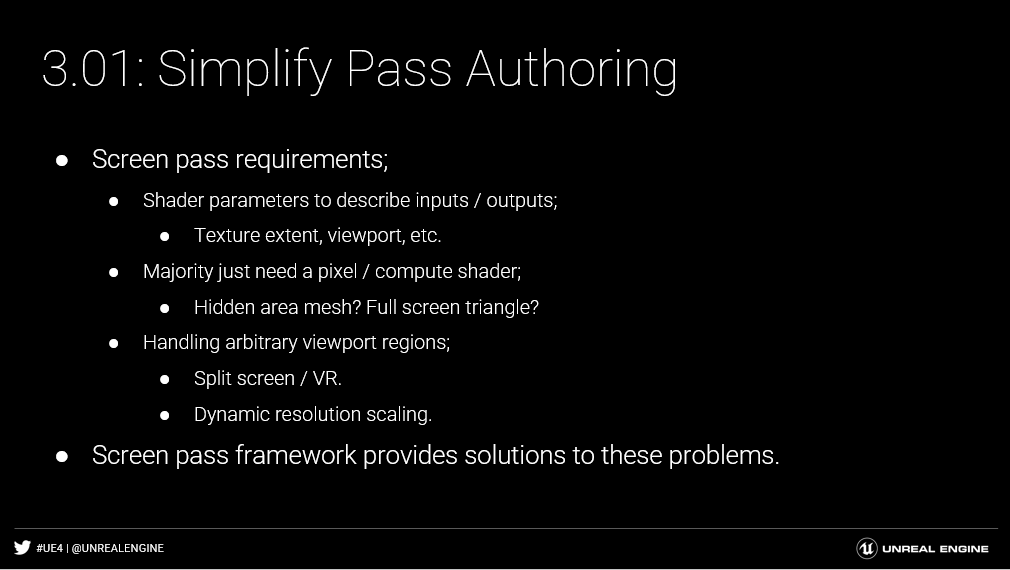 3.01: Simplify Pass Authoring
● Screen pass requirements;
● Shader parameters to describe inputs / outputs;
● Texture extent, viewport, etc.
● Majority just need a pixel / compute shader;
● Hidden area mesh? Full screen triangle?
● Handling arbitrary viewport regions;
● Split screen / VR.
● Dynamic resolution scaling.
● Screen pass framework provides solutions to these problems.
#UE4 | @UNREALENGINE
UNREAL ENGINE